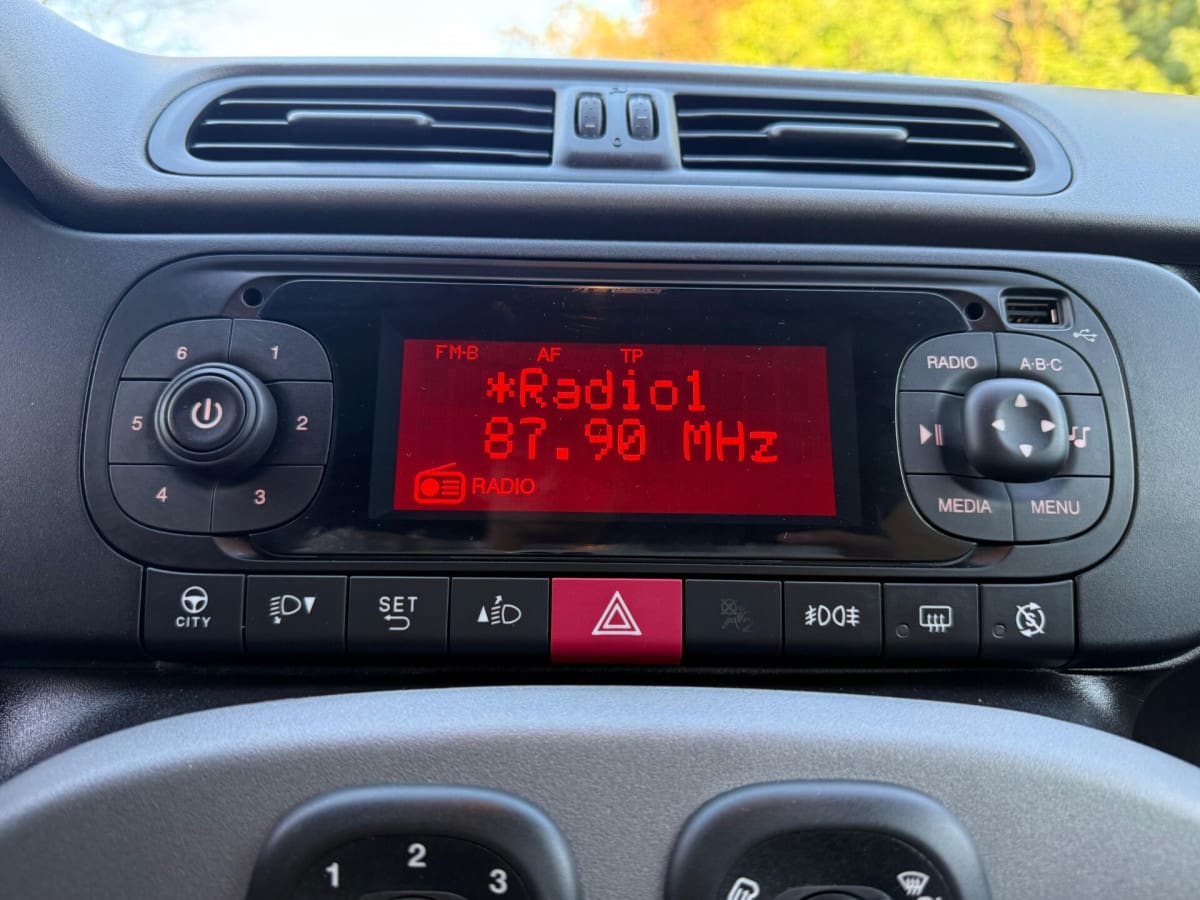 6 1
5 2
4 3
FM-B AF TP
*Radio1
87.90 MHz
RADIO
RADIO A·B·C
MEDIA MENU
CITY
SET
1 2 3